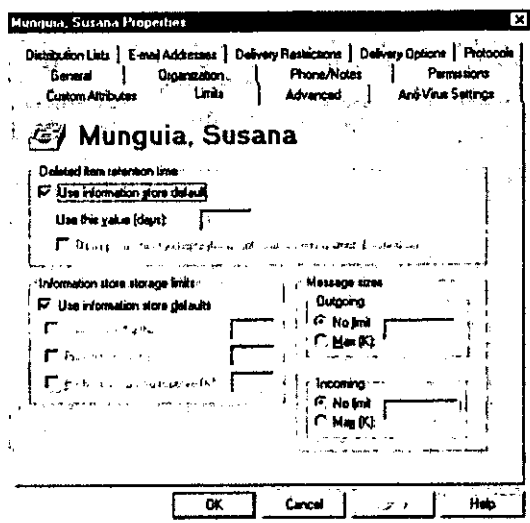 Munguia, Susana Properties
Distribution Lists E-mail Addresses Delivery Restrictions Delivery Options Protocols
General Organization Phone/Notes Permissions
Custom Attributes Limits Advanced Anti-Virus Settings
Munguia, Susana
Deleted item retention time
Use information store default
Use this value (days):
Information store storage limits
Use information store defaults
Message sizes
Outgoing
No limit
Max (K):
Incoming
No limit
Max (K):
OK Cancel Help